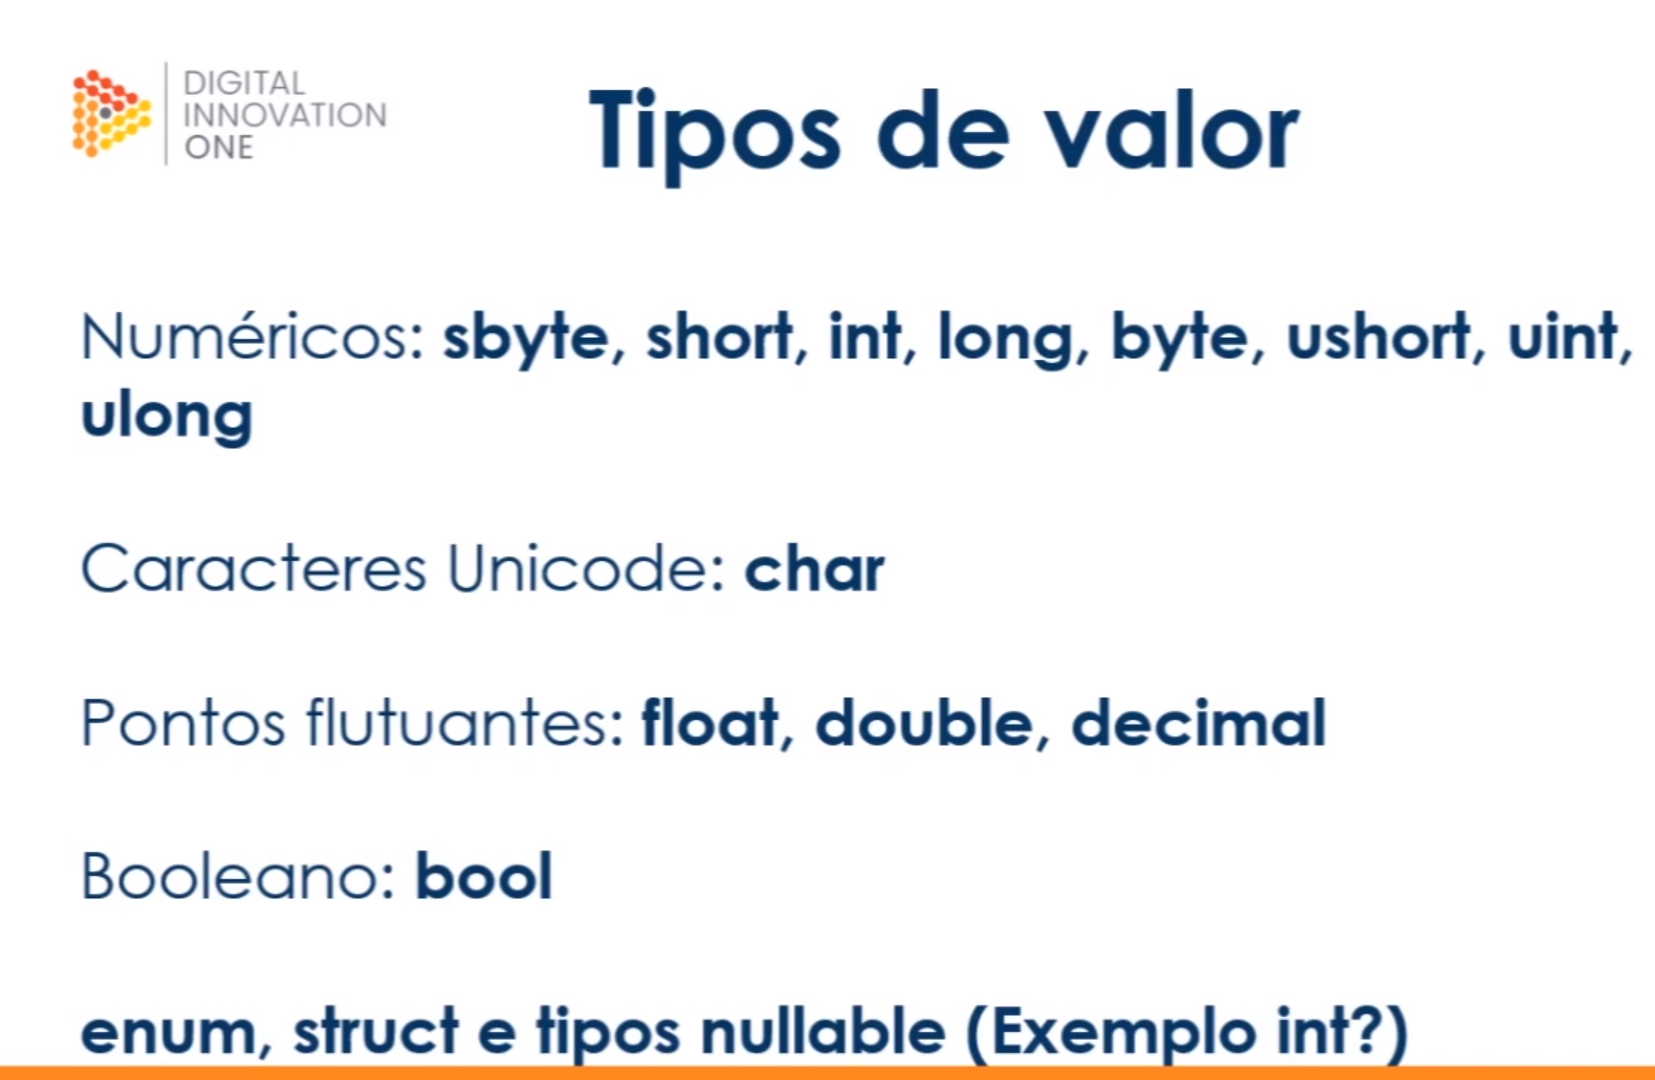 DIGITAL
INNOVATION
ONE
Tipos de valor
Numéricos: sbyte, short, int, long, byte, ushort, uint,
ulong
Caracteres Unicode: char
Pontos flutuantes: float, double, decimal
Booleano: bool
enum, struct e tipos nullable (Exemplo int?)